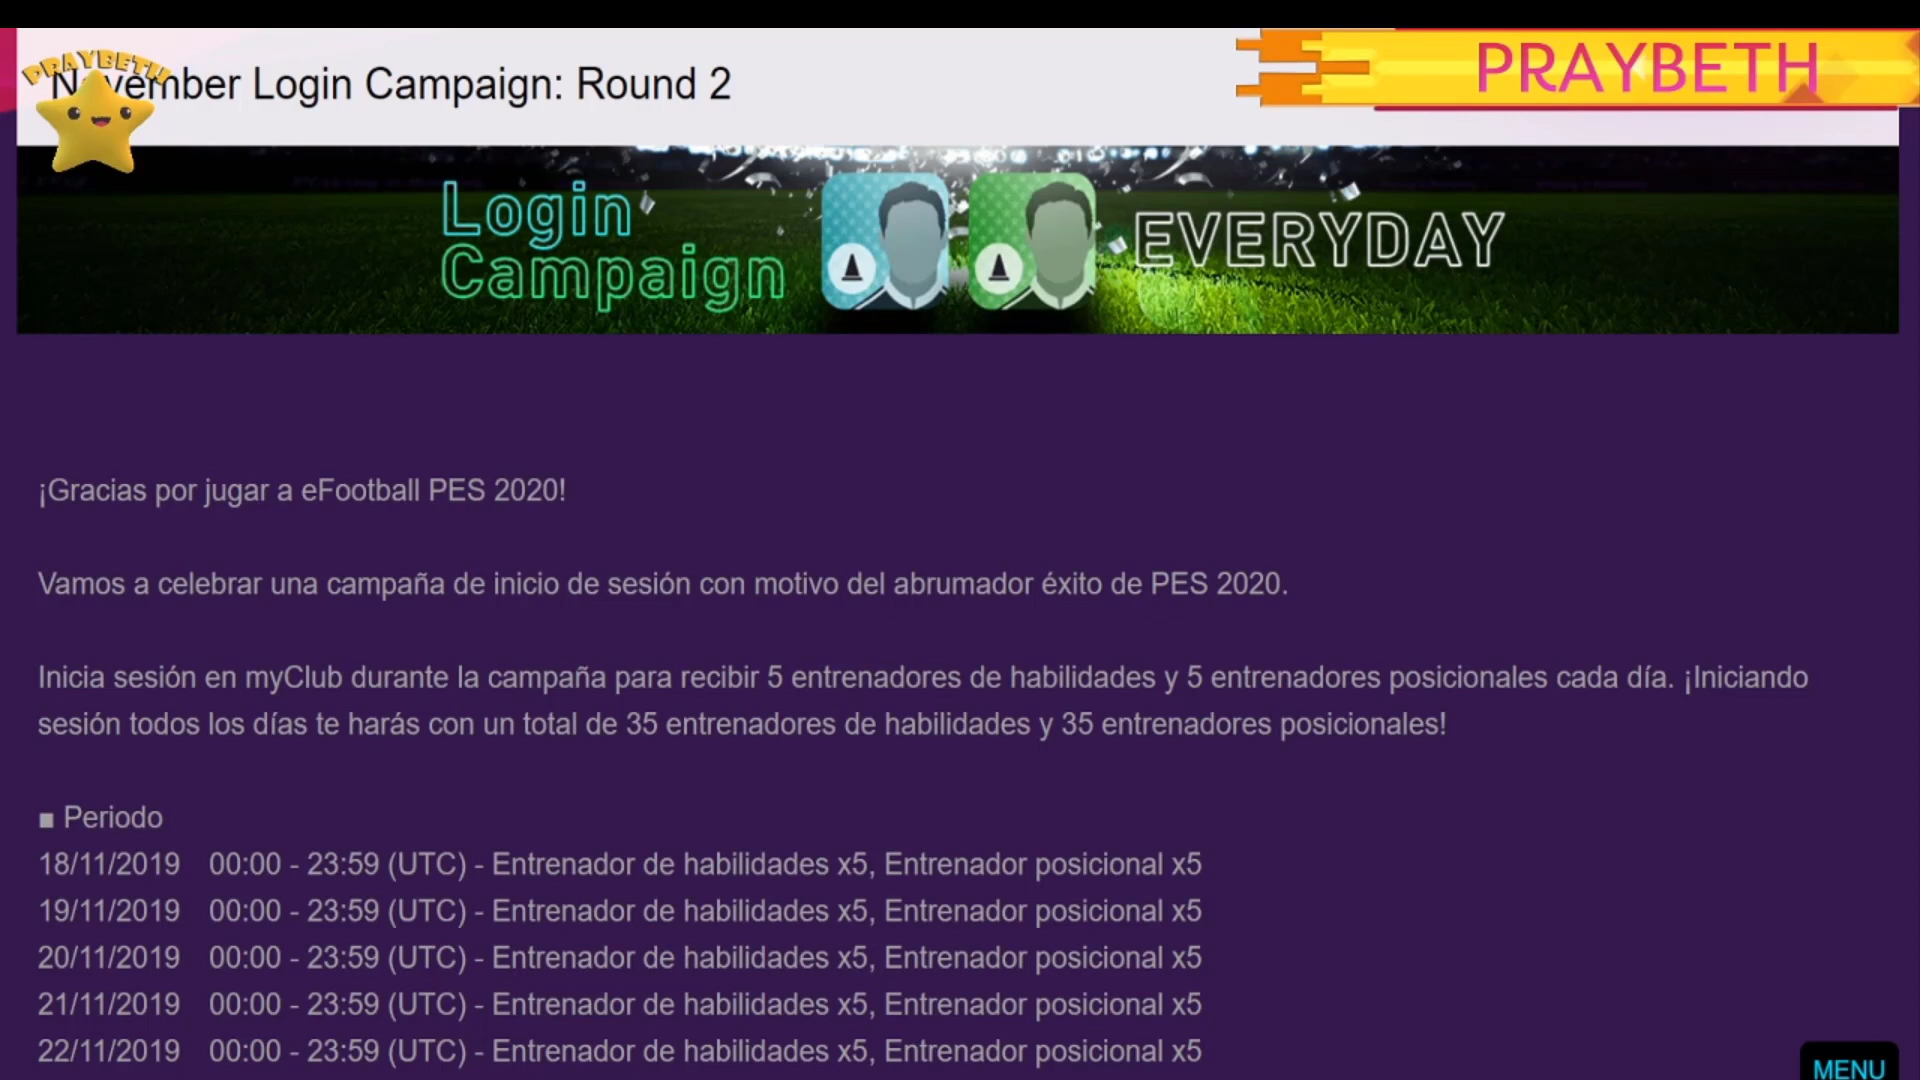 PRAYBETH
PRAYBETH
November Login Campaign: Round 2
Login
Campaign
EVERYDAY
¡Gracias por jugar a eFootball PES 2020!
Vamos a celebrar una campaña de inicio de sesión con motivo del abrumador éxito de PES 2020.
Inicia sesión en myClub durante la campaña para recibir 5 entrenadores de habilidades y 5 entrenadores posicionales cada día. ¡Iniciando
sesión todos los días te harás con un total de 35 entrenadores de habilidades y 35 entrenadores posicionales!
■ Periodo
18/11/2019 00:00 - 23:59 (UTC) - Entrenador de habilidades x5, Entrenador posicional x5
19/11/2019 00:00 - 23:59 (UTC) - Entrenador de habilidades x5, Entrenador posicional x5
20/11/2019 00:00 - 23:59 (UTC) - Entrenador de habilidades x5, Entrenador posicional x5
21/11/2019 00:00 - 23:59 (UTC) - Entrenador de habilidades x5, Entrenador posicional x5
22/11/2019 00:00 - 23:59 (UTC) - Entrenador de habilidades x5, Entrenador posicional x5
MENU